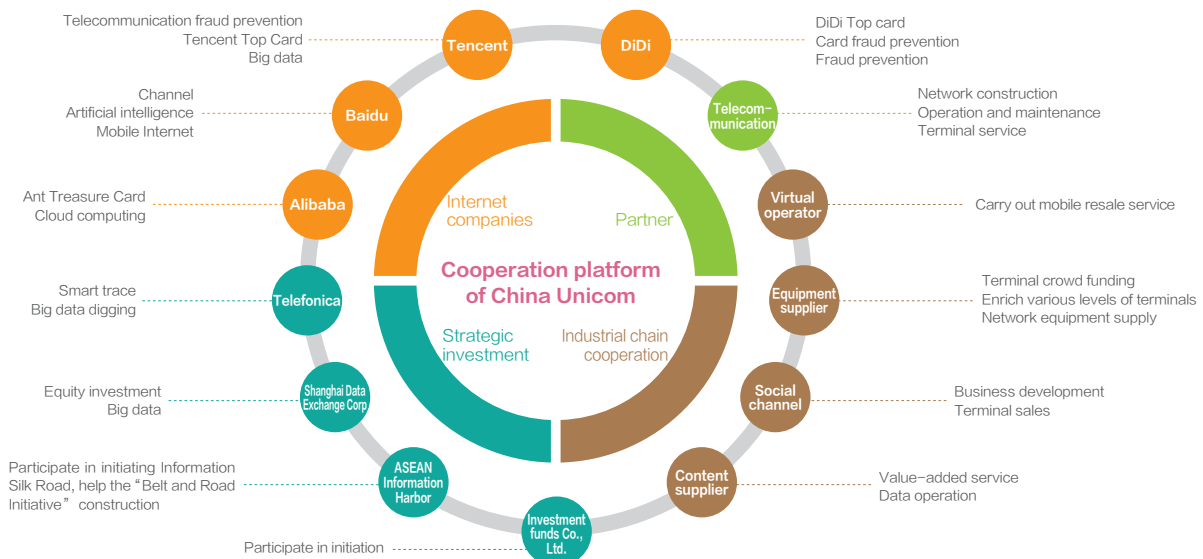 Telecommunication fraud prevention
Tencent Top Card
Big data
Tencent
DiDi
DiDi Top card
Card fraud prevention
Fraud prevention
Channel
Artificial intelligence
Mobile Internet
Baidu
Telecom-
munication
Network construction
Operation and maintenance
Terminal service
Ant Treasure Card
Cloud computing
Alibaba
Internet
companies
Partner
Virtual
operator
Carry out mobile resale service
Cooperation platform
of China Unicom
Smart trace
Big data digging
Telefonica
Strategic
investment
Industrial chain
cooperation
Equipment
supplier
Terminal crowd funding
Enrich various levels of terminals
Network equipment supply
Equity investment
Big data
Shanghai Data
Exchange Corp
Social
channel
Business development
Terminal sales
Participate in initiating Information
Silk Road, help the “Belt and Road
Initiative” construction
ASEAN
Information
Harbor
Content
supplier
Value-added service
Data operation
Participate in initiation
Investment
funds Co.,
Ltd.